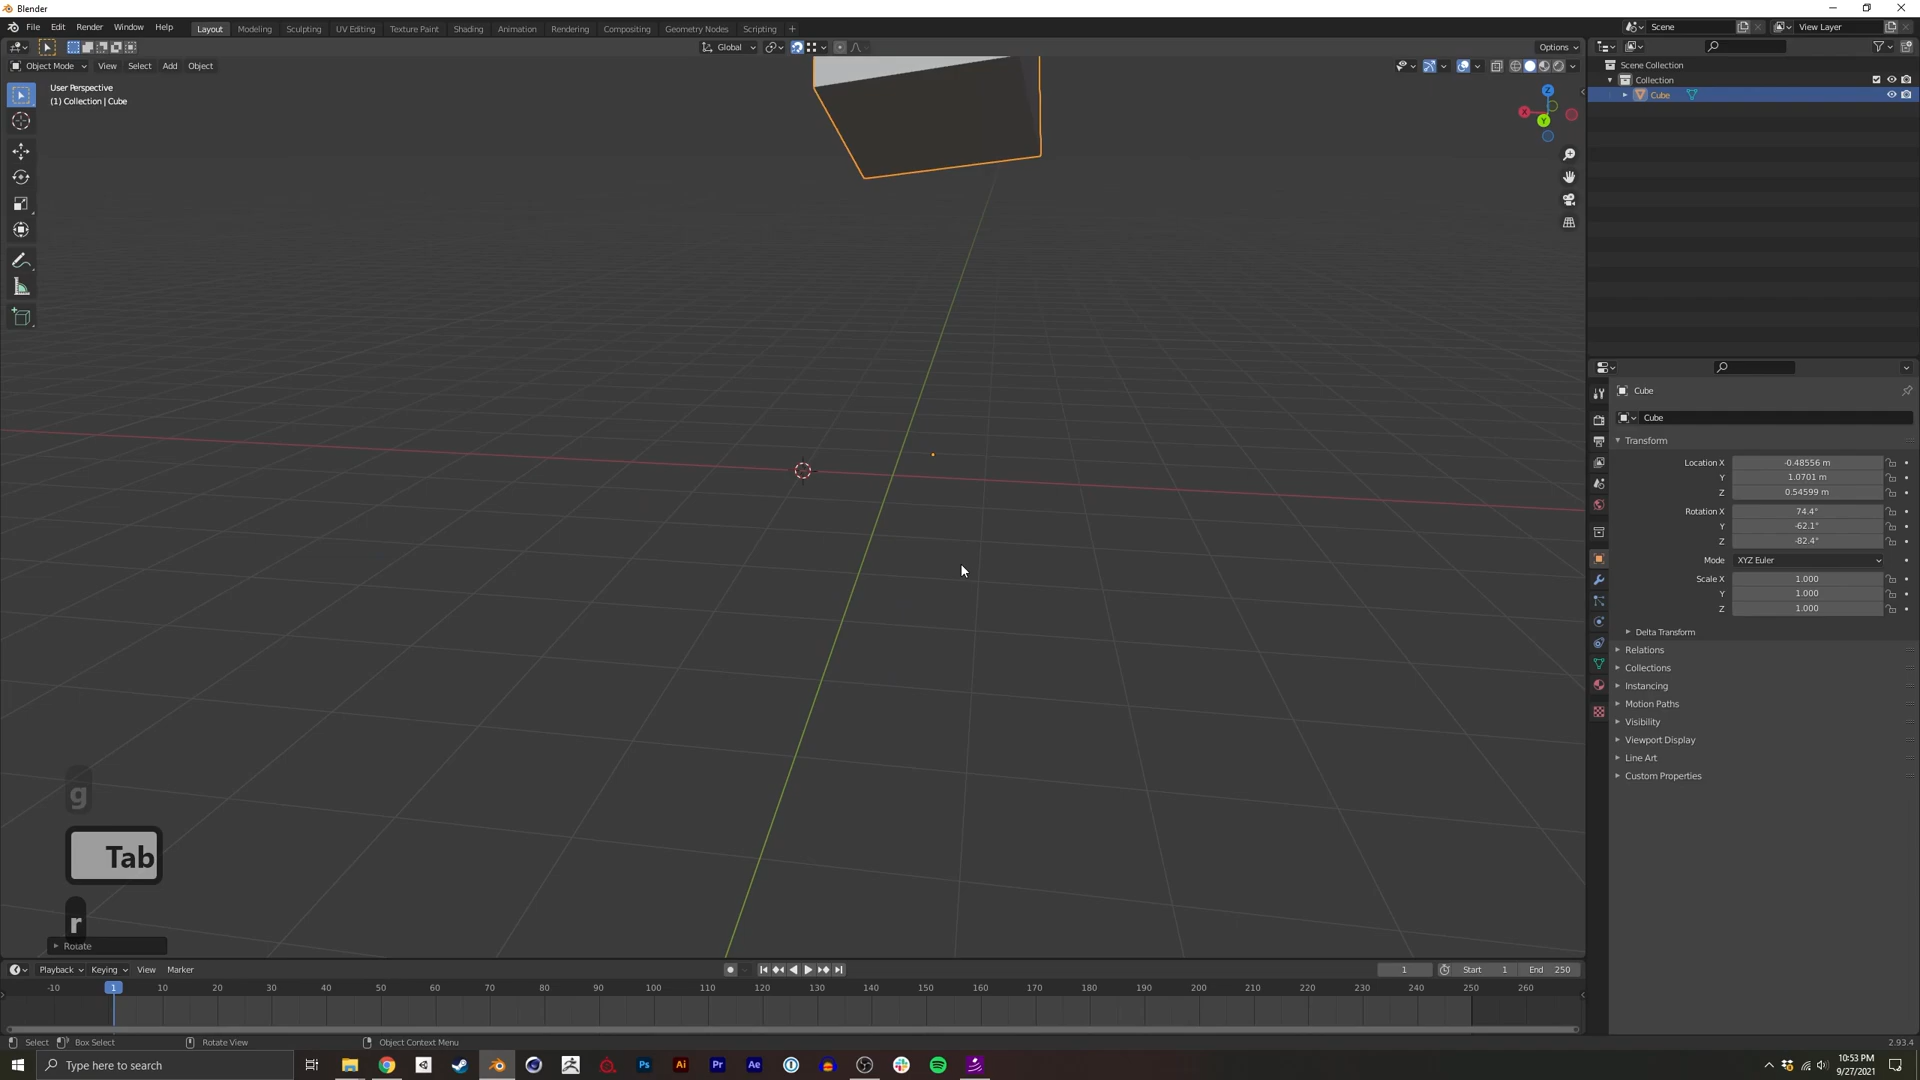 Blender
File Edit Render Window Help
Layout Modeling Sculpting UV Editing Texture Paint Shading Animation Rendering Compositing Geometry Nodes Scripting +
Scene
View Layer
Global
Options
Object Mode View Select Add Object
User Perspective
(1) Collection | Cube
Z
X
Y
Scene Collection
Collection
Cube
Cube
Cube
Transform
Location X -0.48556 m
Y 1.0701 m
Z 0.54599 m
Rotation X 74.4°
Y -62.1°
Z -82.4°
Mode XYZ Euler
Scale X 1.000
Y 1.000
Z 1.000
Delta Transform
Relations
Collections
Instancing
Motion Paths
Visibility
Viewport Display
Line Art
Custom Properties
g
Tab
r
Rotate
Playback Keying View Marker
1
Start 1
End 250
-10 1 10 20 30 40 50 60 70 80 90 100 110 120 130 140 150 160 170 180 190 200 210 220 230 240 250 260
Select Box Select Rotate View Object Context Menu
2.93.4
Type here to search
Ps Ai Pr Ae
10:53 PM
9/27/2021